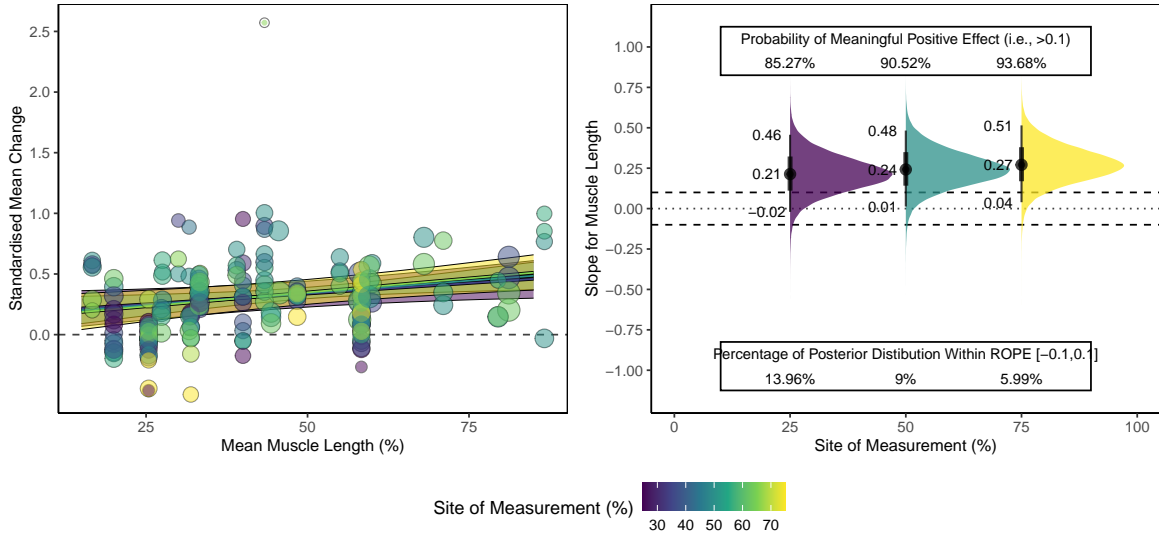 Standardised Mean Change
2.5
2.0
1.5
1.0
0.5
0.0
25
50
75
Mean Muscle Length (%)
Slope for Muscle Length
1.00
0.75
0.50
0.25
0.00
−0.25
−0.50
−0.75
−1.00
Probability of Meaningful Positive Effect (i.e., >0.1)
85.27% 90.52% 93.68%
0.46 0.48 0.51
0.21 0.24 0.27
−0.02 0.01 0.04
Percentage of Posterior Distibution Within ROPE [−0.1,0.1]
13.96% 9% 5.99%
0 25 50 75 100
Site of Measurement (%)
Site of Measurement (%)
30 40 50 60 70